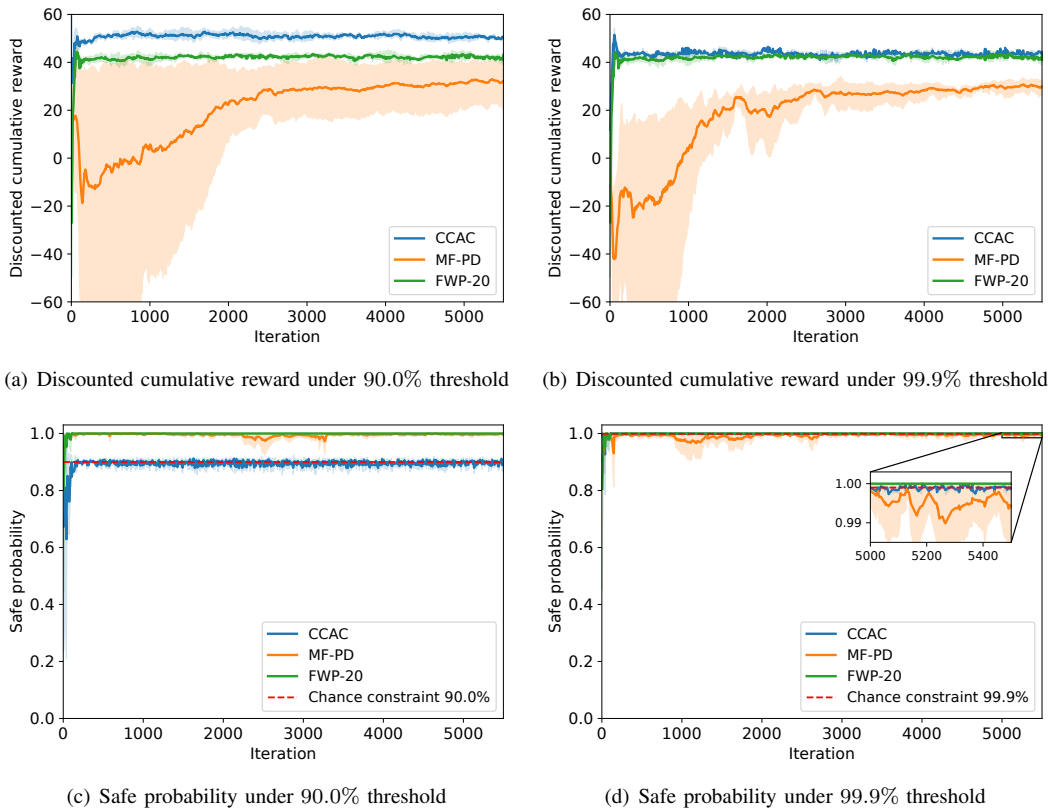 60
40
20
0
−20
−40
−60
Discounted cumulative reward
CCAC
MF-PD
FWP-20
0 1000 2000 3000 4000 5000
Iteration
(a) Discounted cumulative reward under 90.0% threshold
60
40
20
0
−20
−40
−60
Discounted cumulative reward
CCAC
MF-PD
FWP-20
0 1000 2000 3000 4000 5000
Iteration
(b) Discounted cumulative reward under 99.9% threshold
1.0
0.8
0.6
0.4
0.2
0.0
Safe probability
CCAC
MF-PD
FWP-20
Chance constraint 90.0%
0 1000 2000 3000 4000 5000
Iteration
(c) Safe probability under 90.0% threshold
1.0
0.8
0.6
0.4
0.2
0.0
Safe probability
1.00
0.99
5000 5200 5400
CCAC
MF-PD
FWP-20
Chance constraint 99.9%
0 1000 2000 3000 4000 5000
Iteration
(d) Safe probability under 99.9% threshold